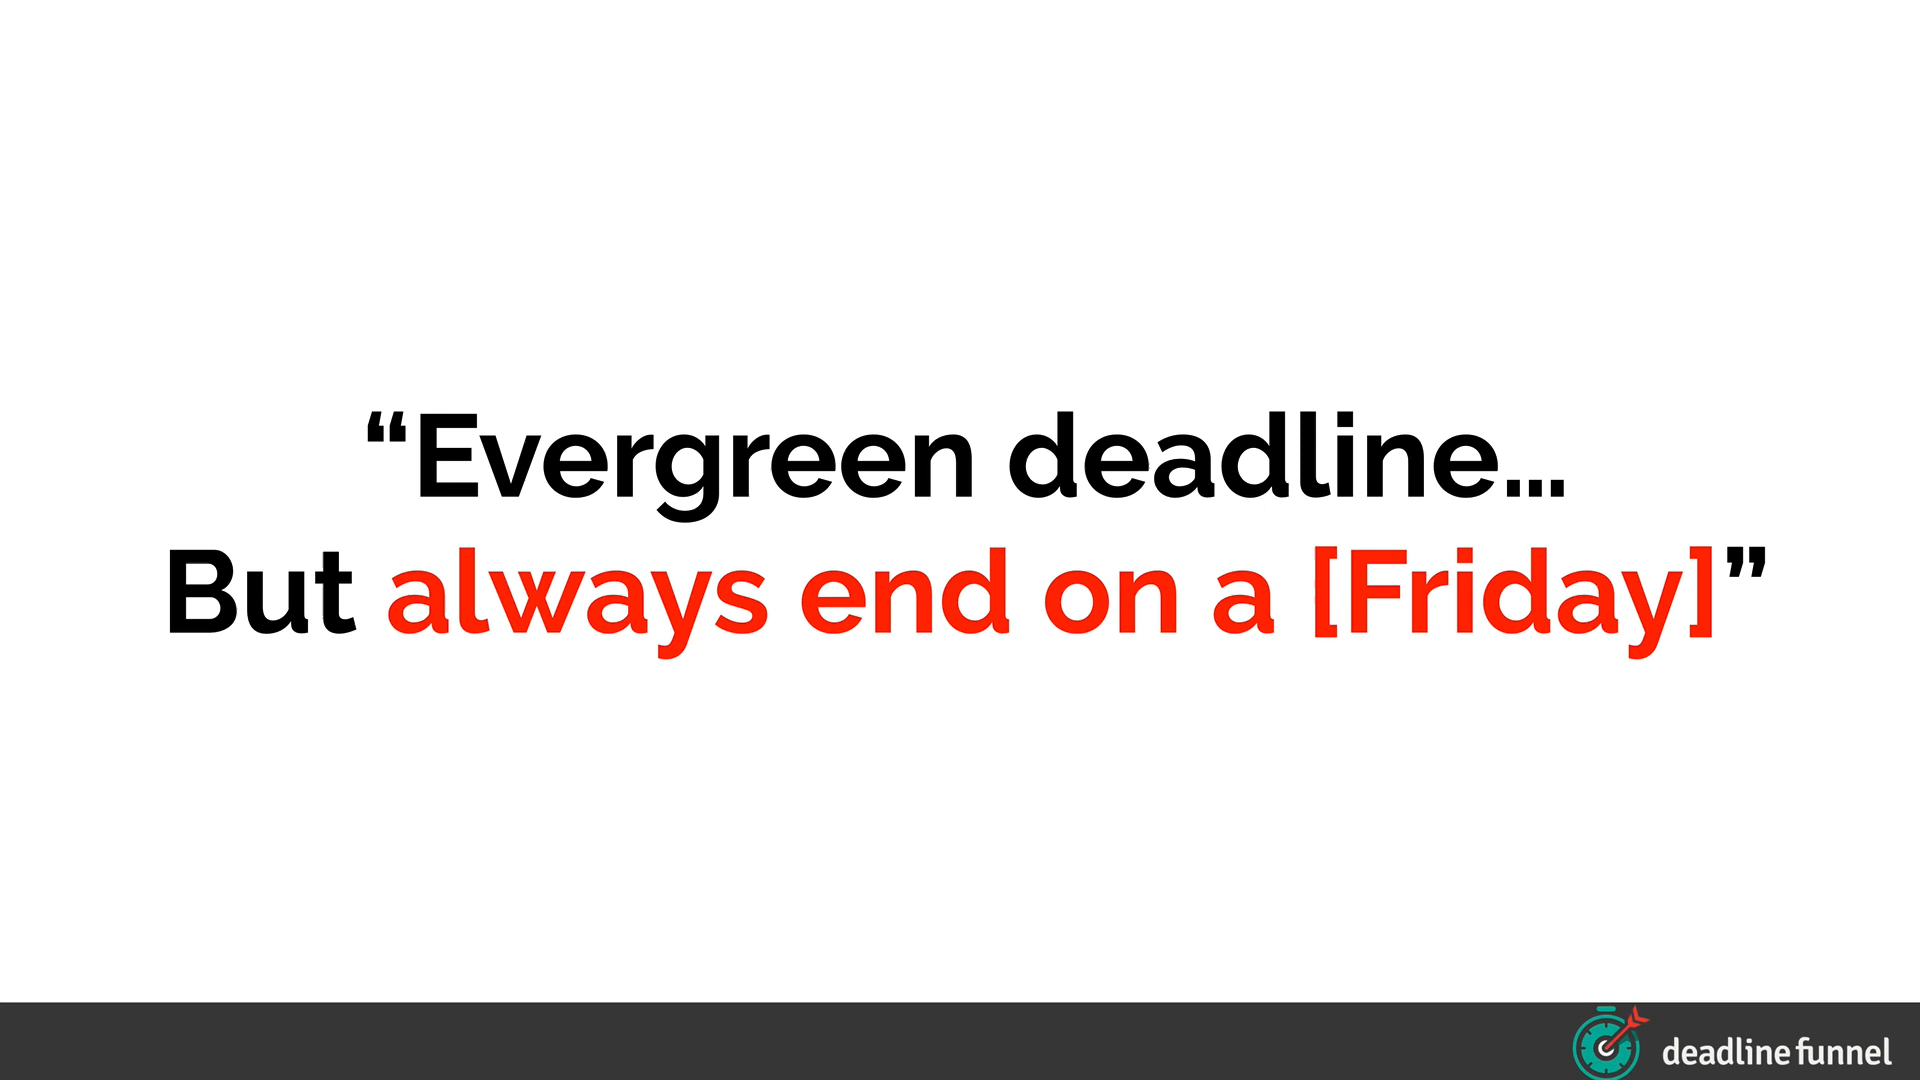 “Evergreen deadline...
But always end on a [Friday]”
deadline funnel